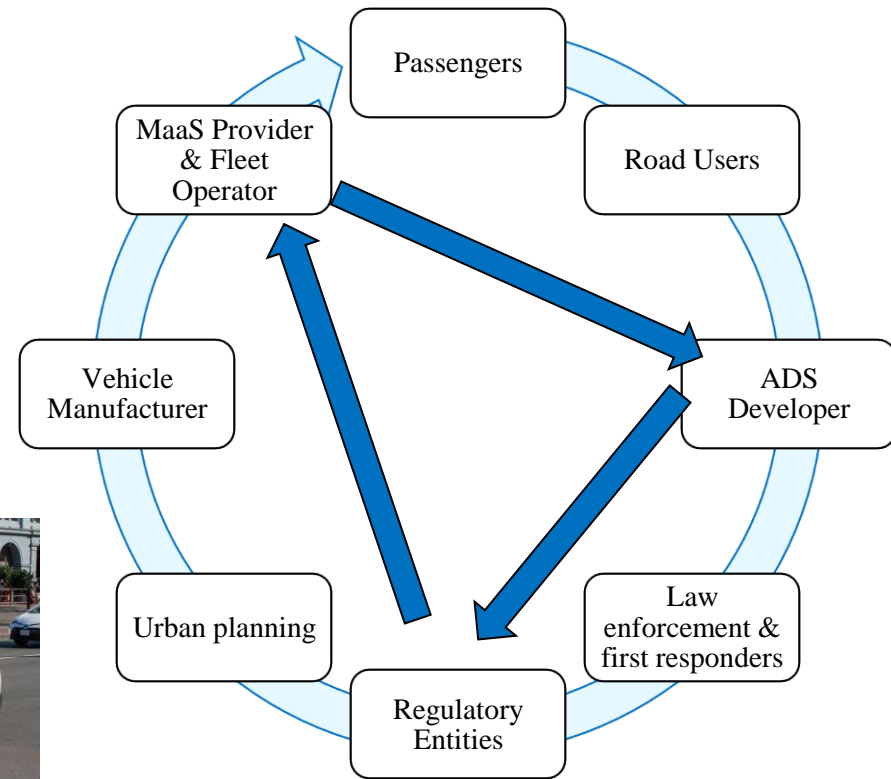 Passengers
MaaS Provider
& Fleet
Operator
Road Users
Vehicle
Manufacturer
ADS
Developer
Urban planning
Law
enforcement &
first responders
Regulatory
Entities